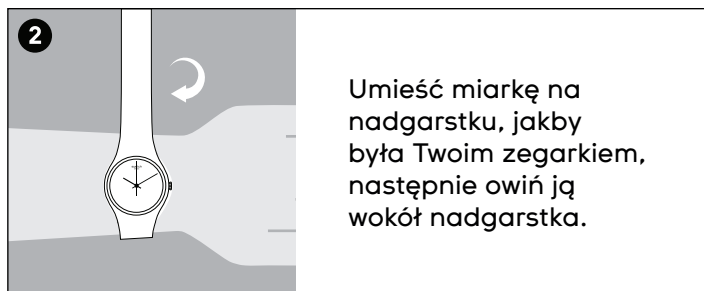 2
Umieść miarkę na
nadgarstku, jakby
była Twoim zegarkiem,
następnie owiń ją
wokół nadgarstka.